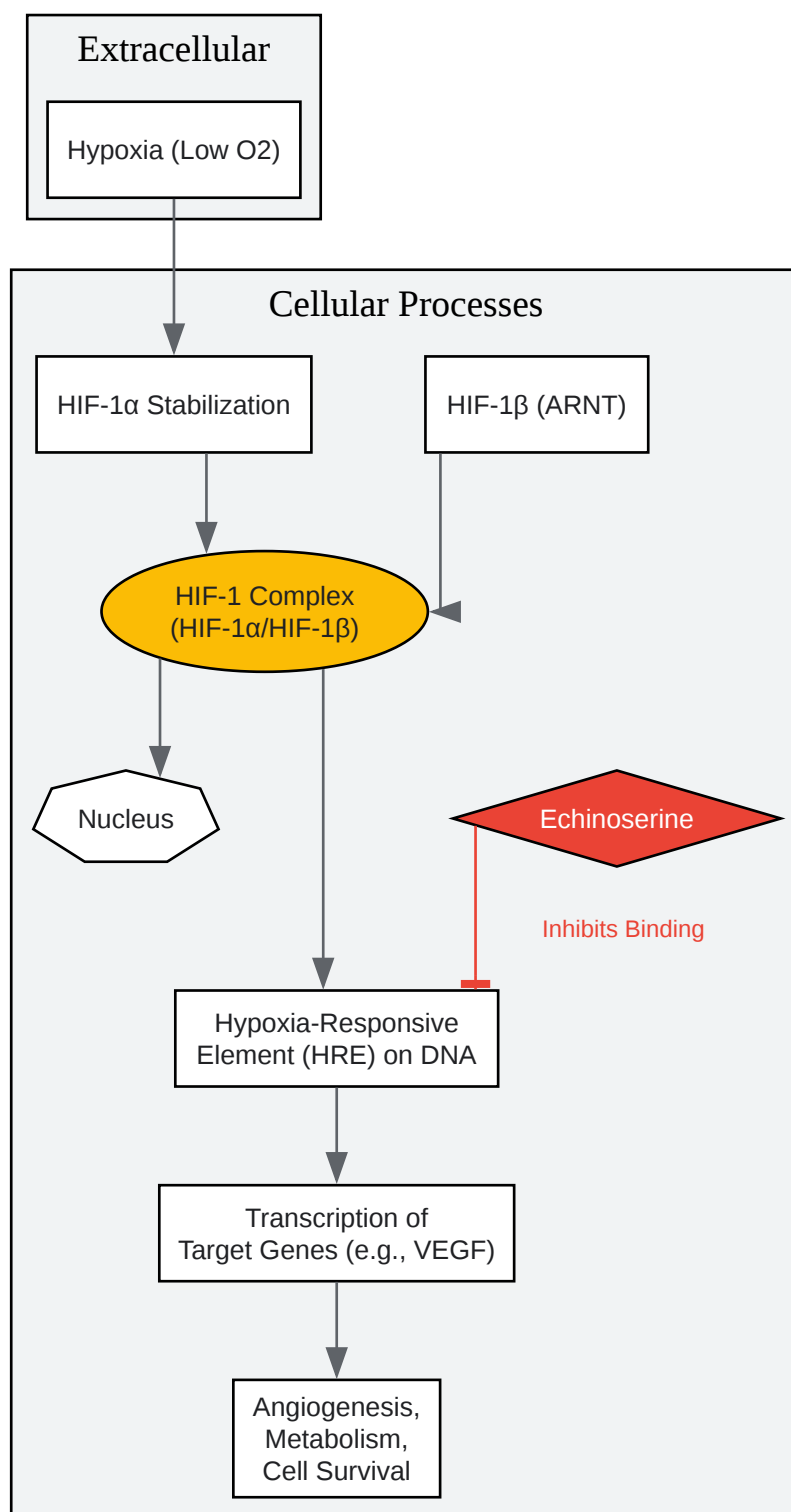 Extracellular
Hypoxia (Low O2)
Cellular Processes
HIF-1α Stabilization
HIF-1β (ARNT)
HIF-1 Complex
(HIF-1α/HIF-1β)
Nucleus
Echinoserine
Inhibits Binding
Hypoxia-Responsive
Element (HRE) on DNA
Transcription of
Target Genes (e.g., VEGF)
Angiogenesis,
Metabolism,
Cell Survival